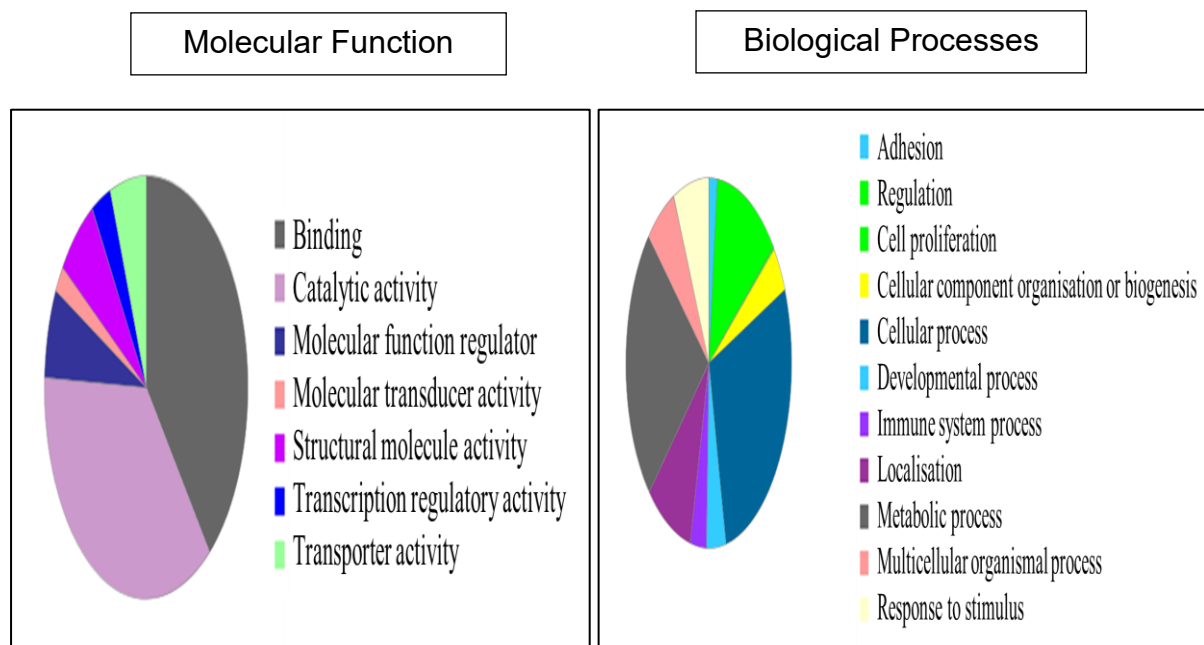 Molecular Function
Biological Processes
Binding
Catalytic activity
Molecular function regulator
Molecular transducer activity
Structural molecule activity
Transcription regulatory activity
Transporter activity
Adhesion
Regulation
Cell proliferation
Cellular component organisation or biogenesis
Cellular process
Developmental process
Immune system process
Localisation
Metabolic process
Multicellular organismal process
Response to stimulus